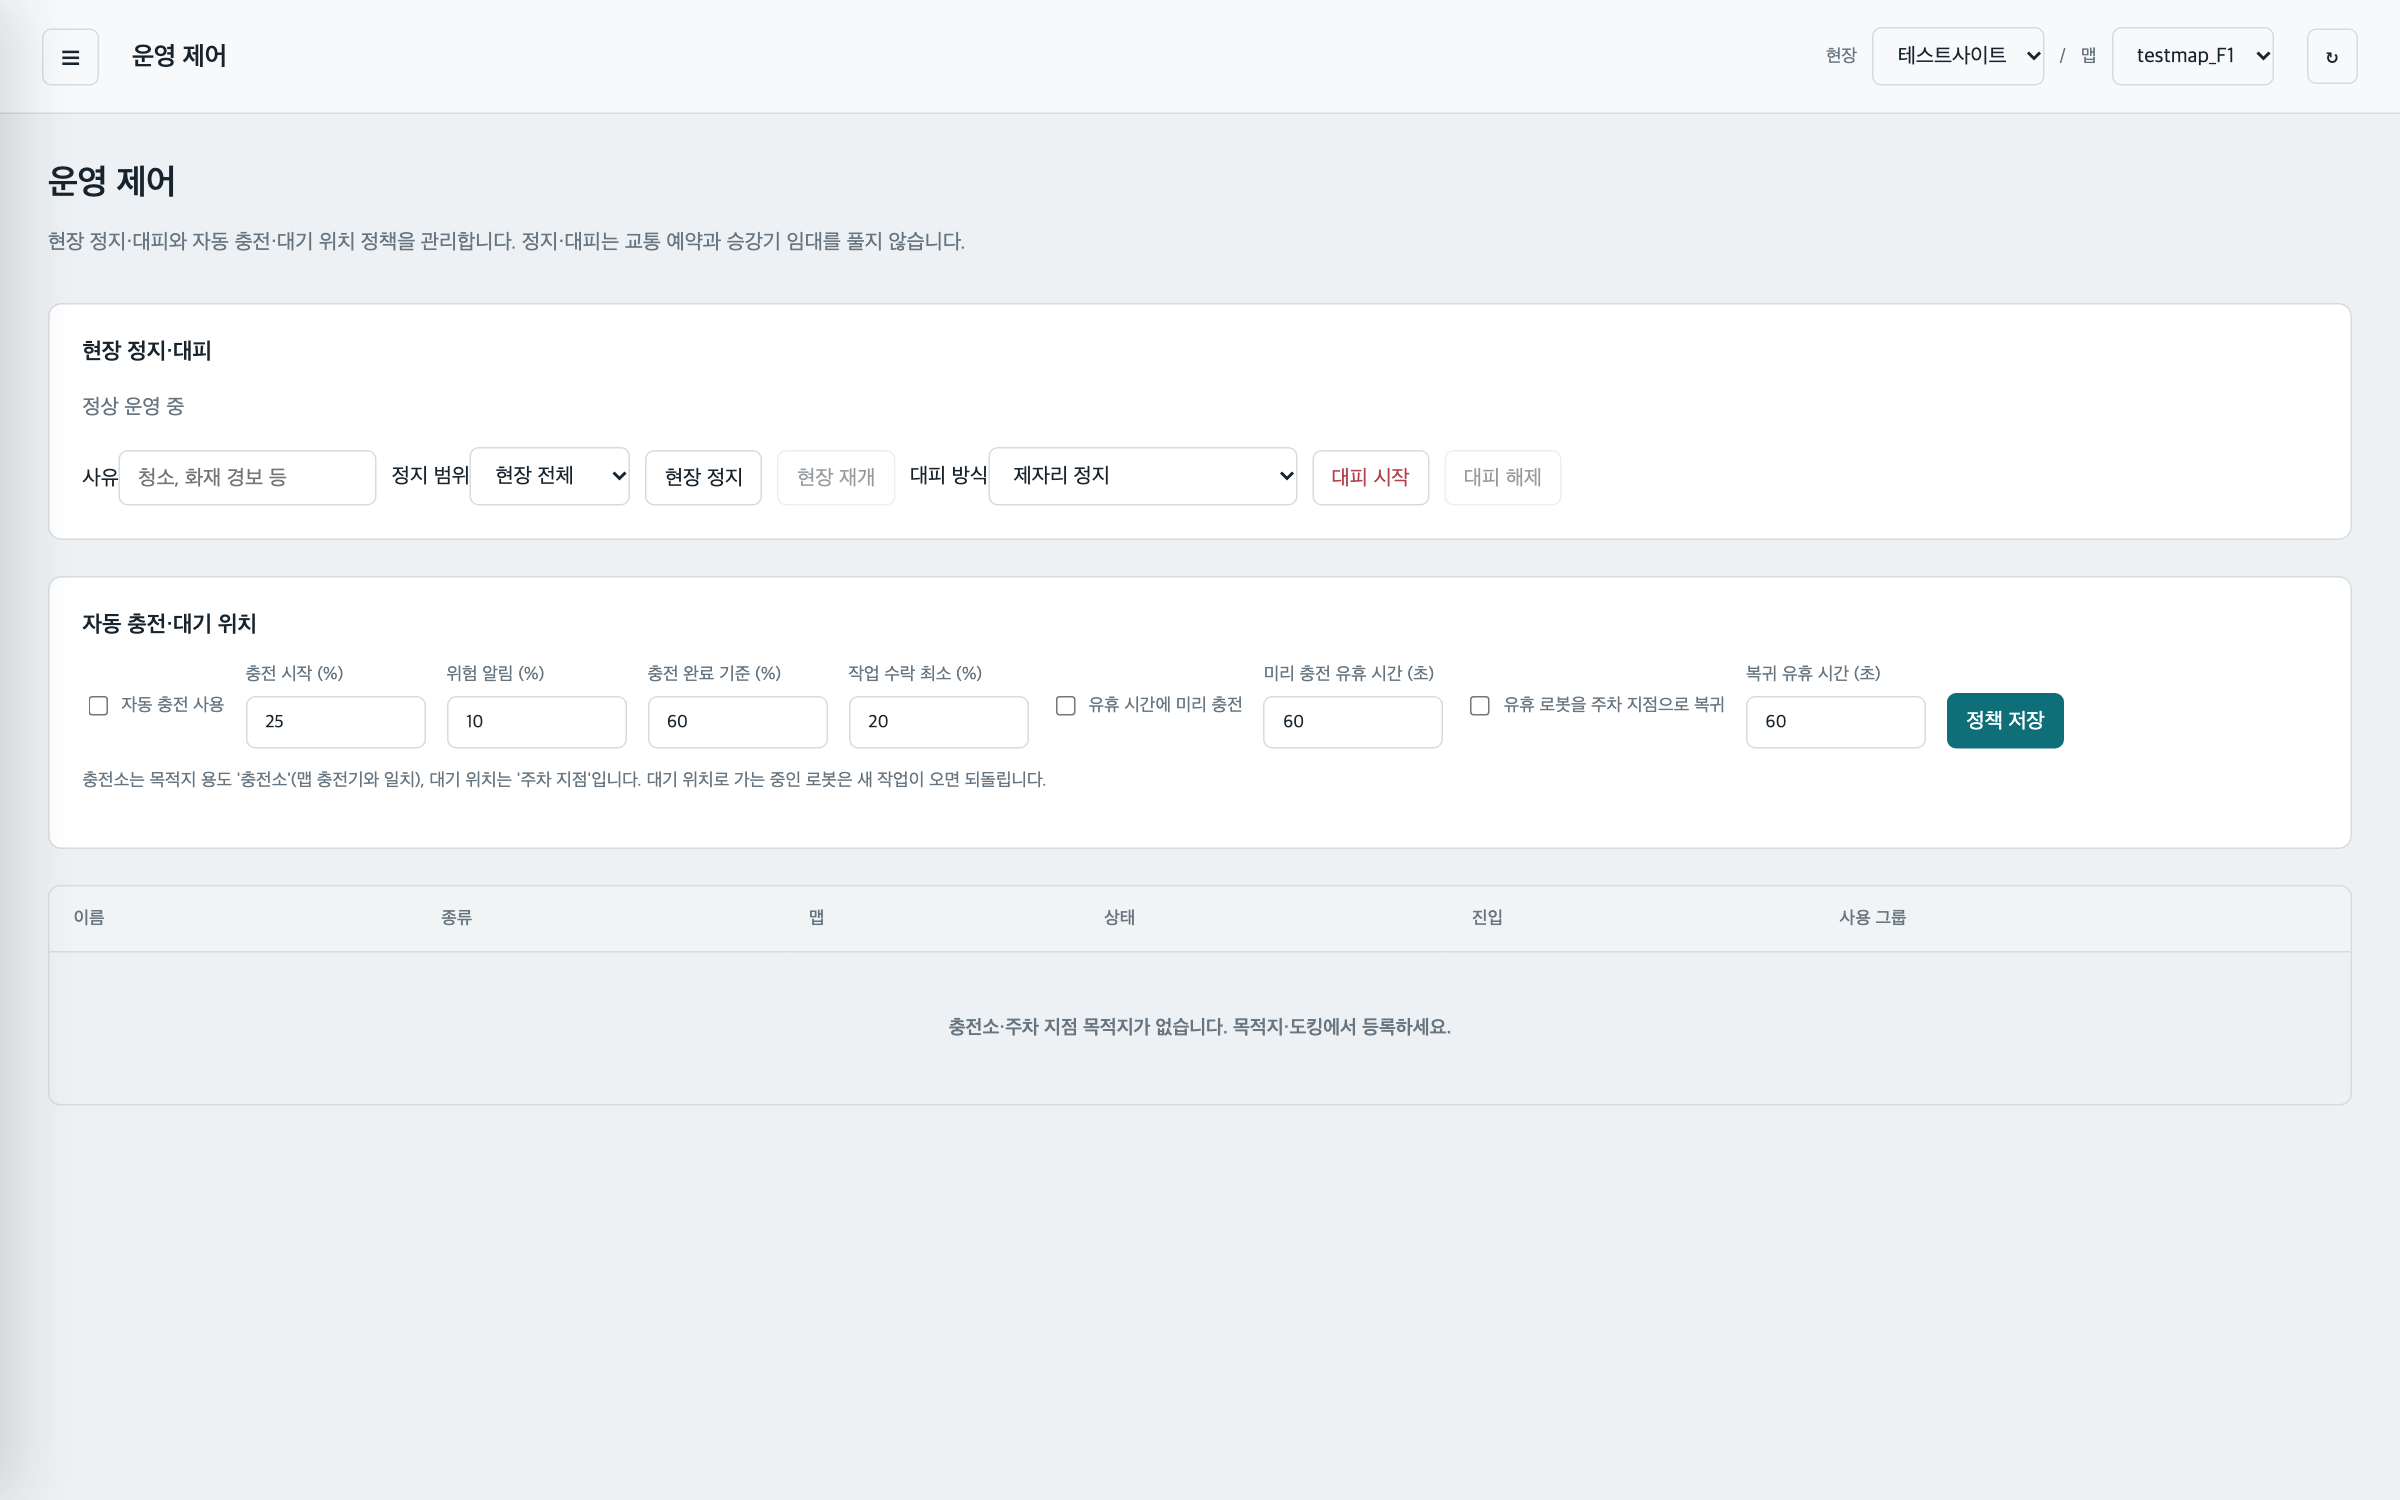 운영 제어
현장 테스트사이트 / 맵 testmap_F1
운영 제어
현장 정지·대피와 자동 충전·대기 위치 정책을 관리합니다. 정지·대피는 교통 예약과 승강기 임대를 풀지 않습니다.
현장 정지·대피
정상 운영 중
사유 청소, 화재 경보 등 정지 범위 현장 전체 현장 정지 현장 재개 대피 방식 제자리 정지 대피 시작 대피 해제
자동 충전·대기 위치
충전 시작 (%) 위험 알림 (%) 충전 완료 기준 (%) 작업 수락 최소 (%) 미리 충전 유휴 시간 (초) 복귀 유휴 시간 (초)
자동 충전 사용 25 10 60 20 유휴 시간에 미리 충전 60 유휴 로봇을 주차 지점으로 복귀 60 정책 저장
충전소는 목적지 용도 '충전소'(맵 충전기와 일치), 대기 위치는 '주차 지점'입니다. 대기 위치로 가는 중인 로봇은 새 작업이 오면 되돌립니다.
이름 종류 맵 상태 진입 사용 그룹
충전소·주차 지점 목적지가 없습니다. 목적지·도킹에서 등록하세요.